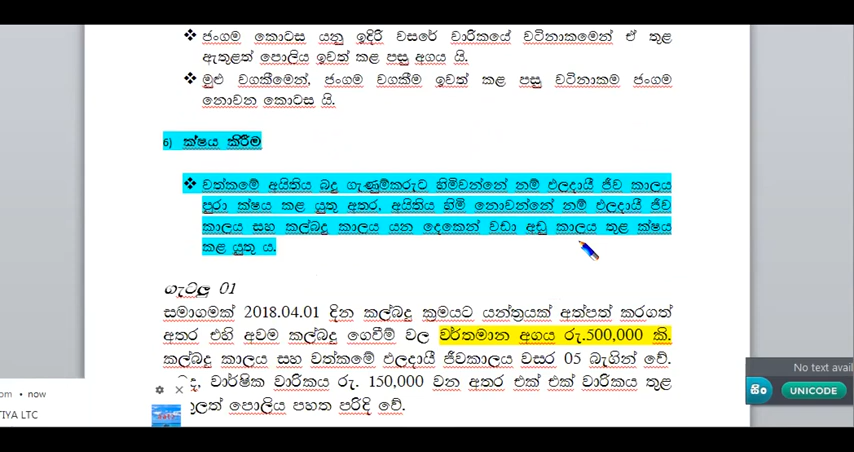 ❖ ජංගම කොටස යනු ඉදිරි වසරේ වාරිකයේ වටිනාකමෙන් ඒ තුළ
ඇතුළත් පොලිය ඉවත් කළ පසු අගය යි.
❖ මුළු වගකීමෙන්, ජංගම වගකීම ඉවත් කළ පසු වටිනාකම ජංගම
නොවන කොටස යි.
6) ක්ෂය කිරීම
❖ වත්කමේ අයිතිය බදු ගැණුම්කරුට හිමිවන්නේ නම් ඵලදායී ජීව කාලය
පුරා ක්ෂය කළ යුතු අතර, අයිතිය හිමි නොවන්නේ නම් ඵලදායී ජීව
කාලය සහ කල්බදු කාලය යන දෙකෙන් වඩා අඩු කාලය තුළ ක්ෂය
කළ යුතු ය.
ගැටලු 01
සමාගමක් 2018.04.01 දින කල්බදු ක්‍රමයට යන්ත්‍රයක් අත්පත් කරගත්
අතර එහි අවම කල්බදු ගෙවීම් වල වර්තමාන අගය රු.500,000 කි.
කල්බදු කාලය සහ වත්කමේ ඵලදායී ජීවකාලය වසර 05 බැගින් වේ.
වාර්ෂික වාරිකය රු. 150,000 වන අතර එක් එක් වාරිකය තුළ
පොලිය පහත පරිදි වේ.
No text avail
සිං UNICODE
om • now
TIYA LTC